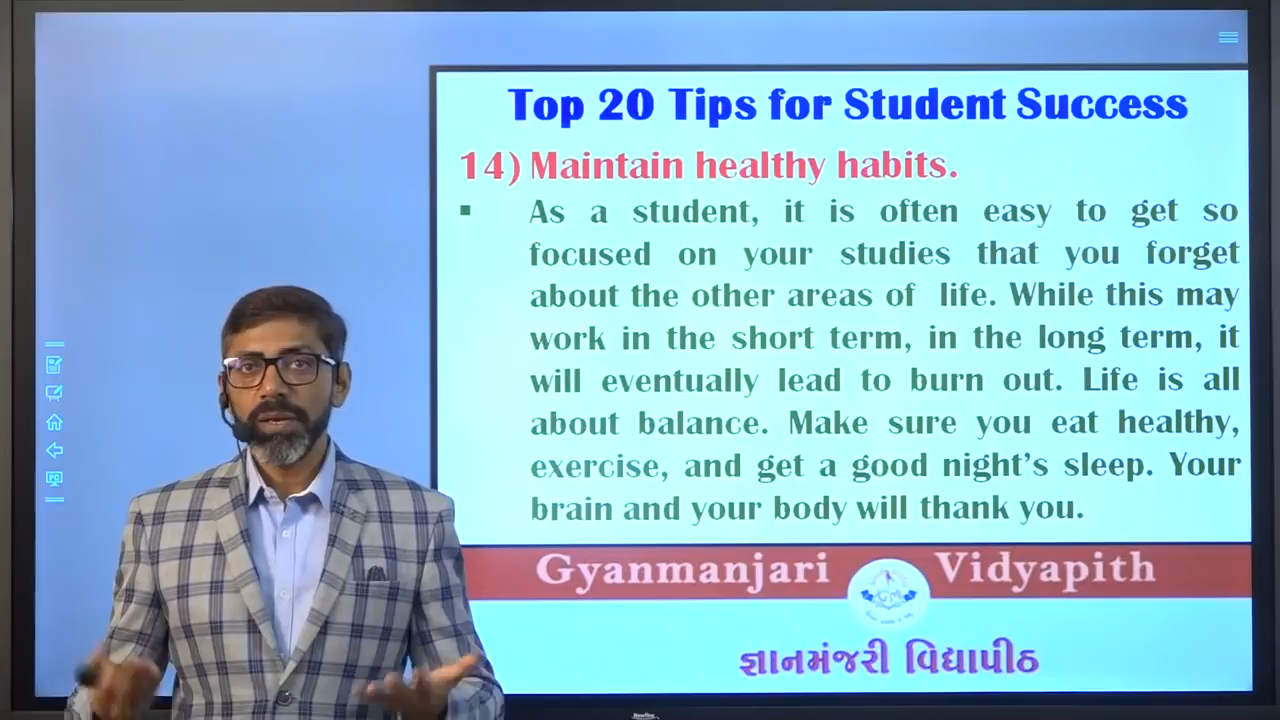 Top 20 Tips for Student Success
14) Maintain healthy habits.
▪ As a student, it is often easy to get so
focused on your studies that you forget
about the other areas of life. While this may
work in the short term, in the long term, it
will eventually lead to burn out. Life is all
about balance. Make sure you eat healthy,
exercise, and get a good night's sleep. Your
brain and your body will thank you.
Gyanmanjari Vidyapith
જ્ઞાનમંજરી વિદ્યાપીઠ